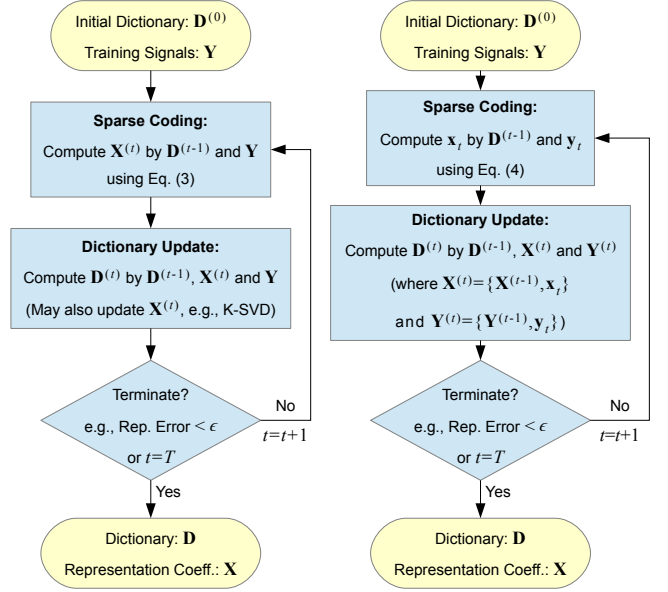 Initial Dictionary: D⁽⁰⁾
Training Signals: Y
Sparse Coding:
Compute X⁽ᵗ⁾ by D⁽ᵗ⁻¹⁾ and Y
using Eq. (3)
Dictionary Update:
Compute D⁽ᵗ⁾ by D⁽ᵗ⁻¹⁾, X⁽ᵗ⁾ and Y
(May also update X⁽ᵗ⁾, e.g., K-SVD)
Terminate?
e.g., Rep. Error < ϵ
or t=T
No
t=t+1
Yes
Dictionary: D
Representation Coeff.: X
Initial Dictionary: D⁽⁰⁾
Training Signals: Y
Sparse Coding:
Compute xₜ by D⁽ᵗ⁻¹⁾ and yₜ
using Eq. (4)
Dictionary Update:
Compute D⁽ᵗ⁾ by D⁽ᵗ⁻¹⁾, X⁽ᵗ⁾ and Y⁽ᵗ⁾
(where X⁽ᵗ⁾={X⁽ᵗ⁻¹⁾,xₜ}
and Y⁽ᵗ⁾={Y⁽ᵗ⁻¹⁾,yₜ})
Terminate?
e.g., Rep. Error < ϵ
or t=T
No
t=t+1
Yes
Dictionary: D
Representation Coeff.: X